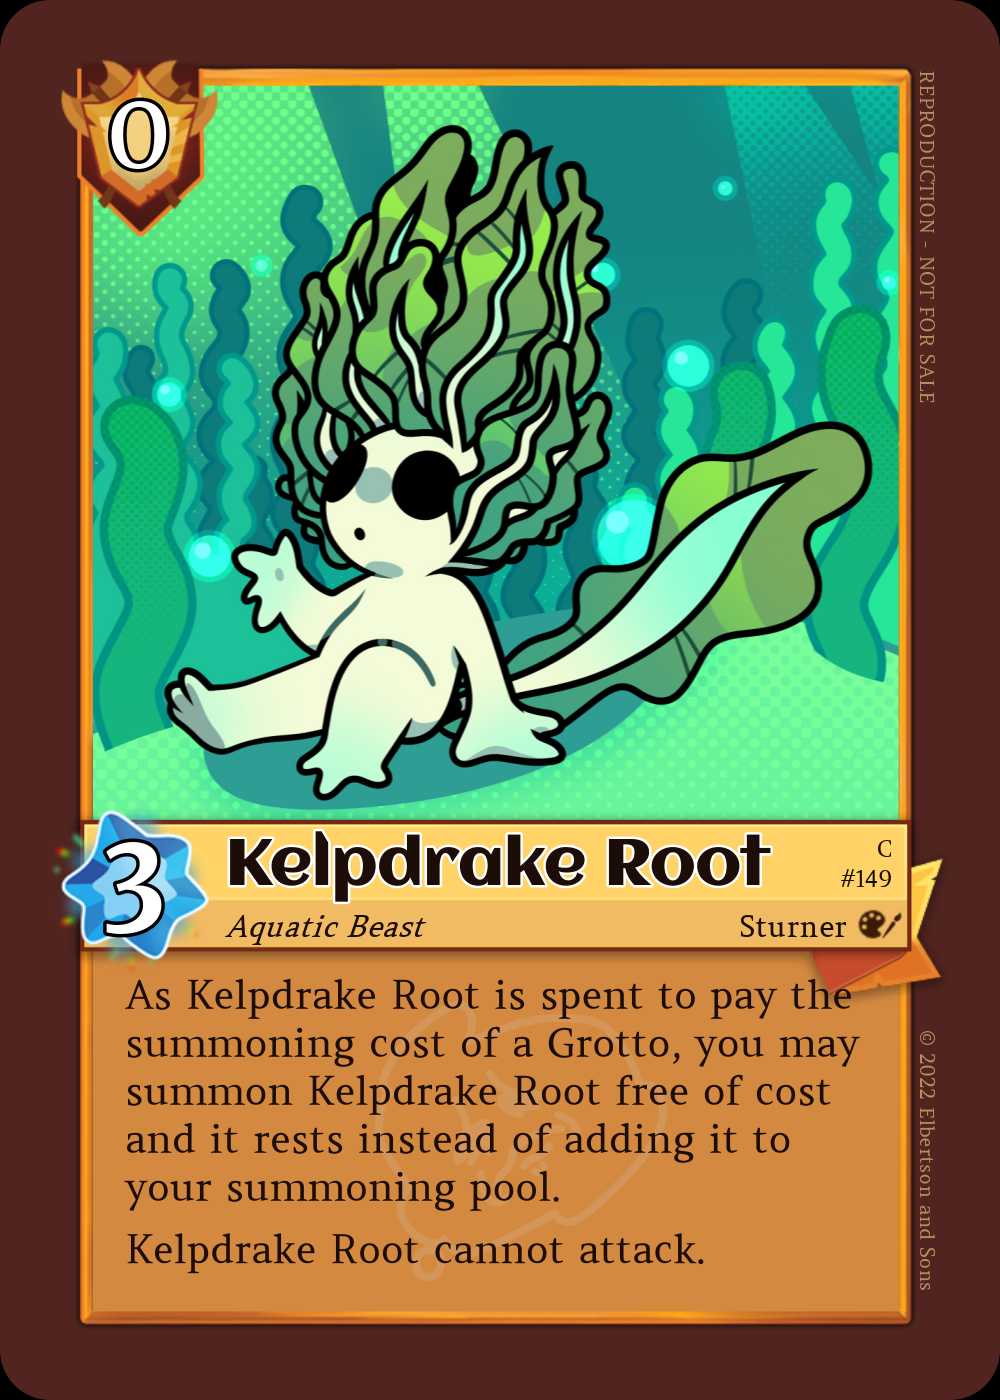 0
REPRODUCTION - NOT FOR SALE
3
Kelpdrake Root
C
#149
Aquatic Beast
Sturner
As Kelpdrake Root is spent to pay the
summoning cost of a Grotto, you may
summon Kelpdrake Root free of cost
and it rests instead of adding it to
your summoning pool.
Kelpdrake Root cannot attack.
© 2022 Elbertson and Sons